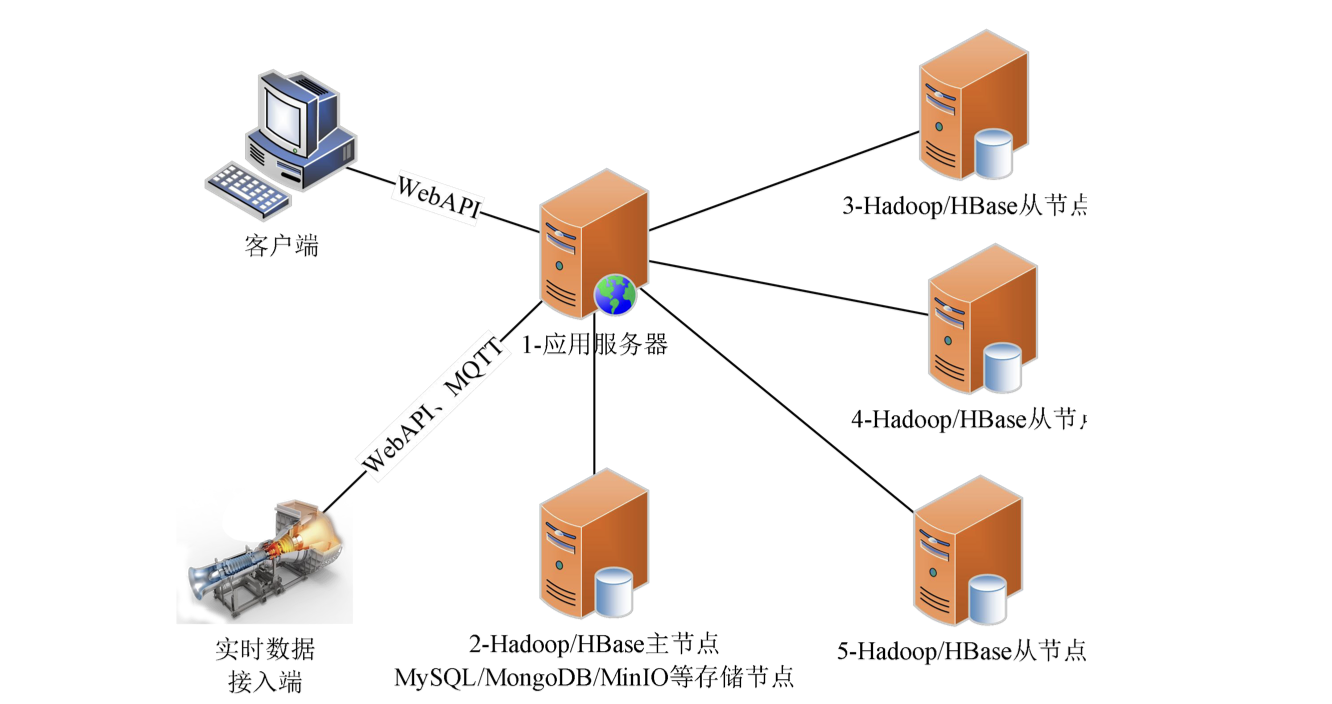 WebAPI
客户端
3-Hadoop/HBase从节点
1-应用服务器
WebAPI、MQTT
4-Hadoop/HBase从节
实时数据
接入端
2-Hadoop/HBase主节点
MySQL/MongoDB/MinIO等存储节点
5-Hadoop/HBase从节点